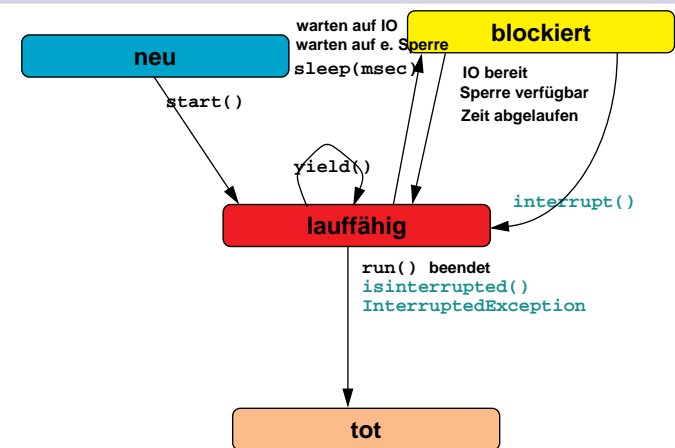 warten auf IO
warten auf e. Sperre
sleep(msec)
blockiert
neu
IO bereit
Sperre verfügbar
Zeit abgelaufen
start()
yield()
interrupt()
lauffähig
run() beendet
isinterrupted()
InterruptedException
tot